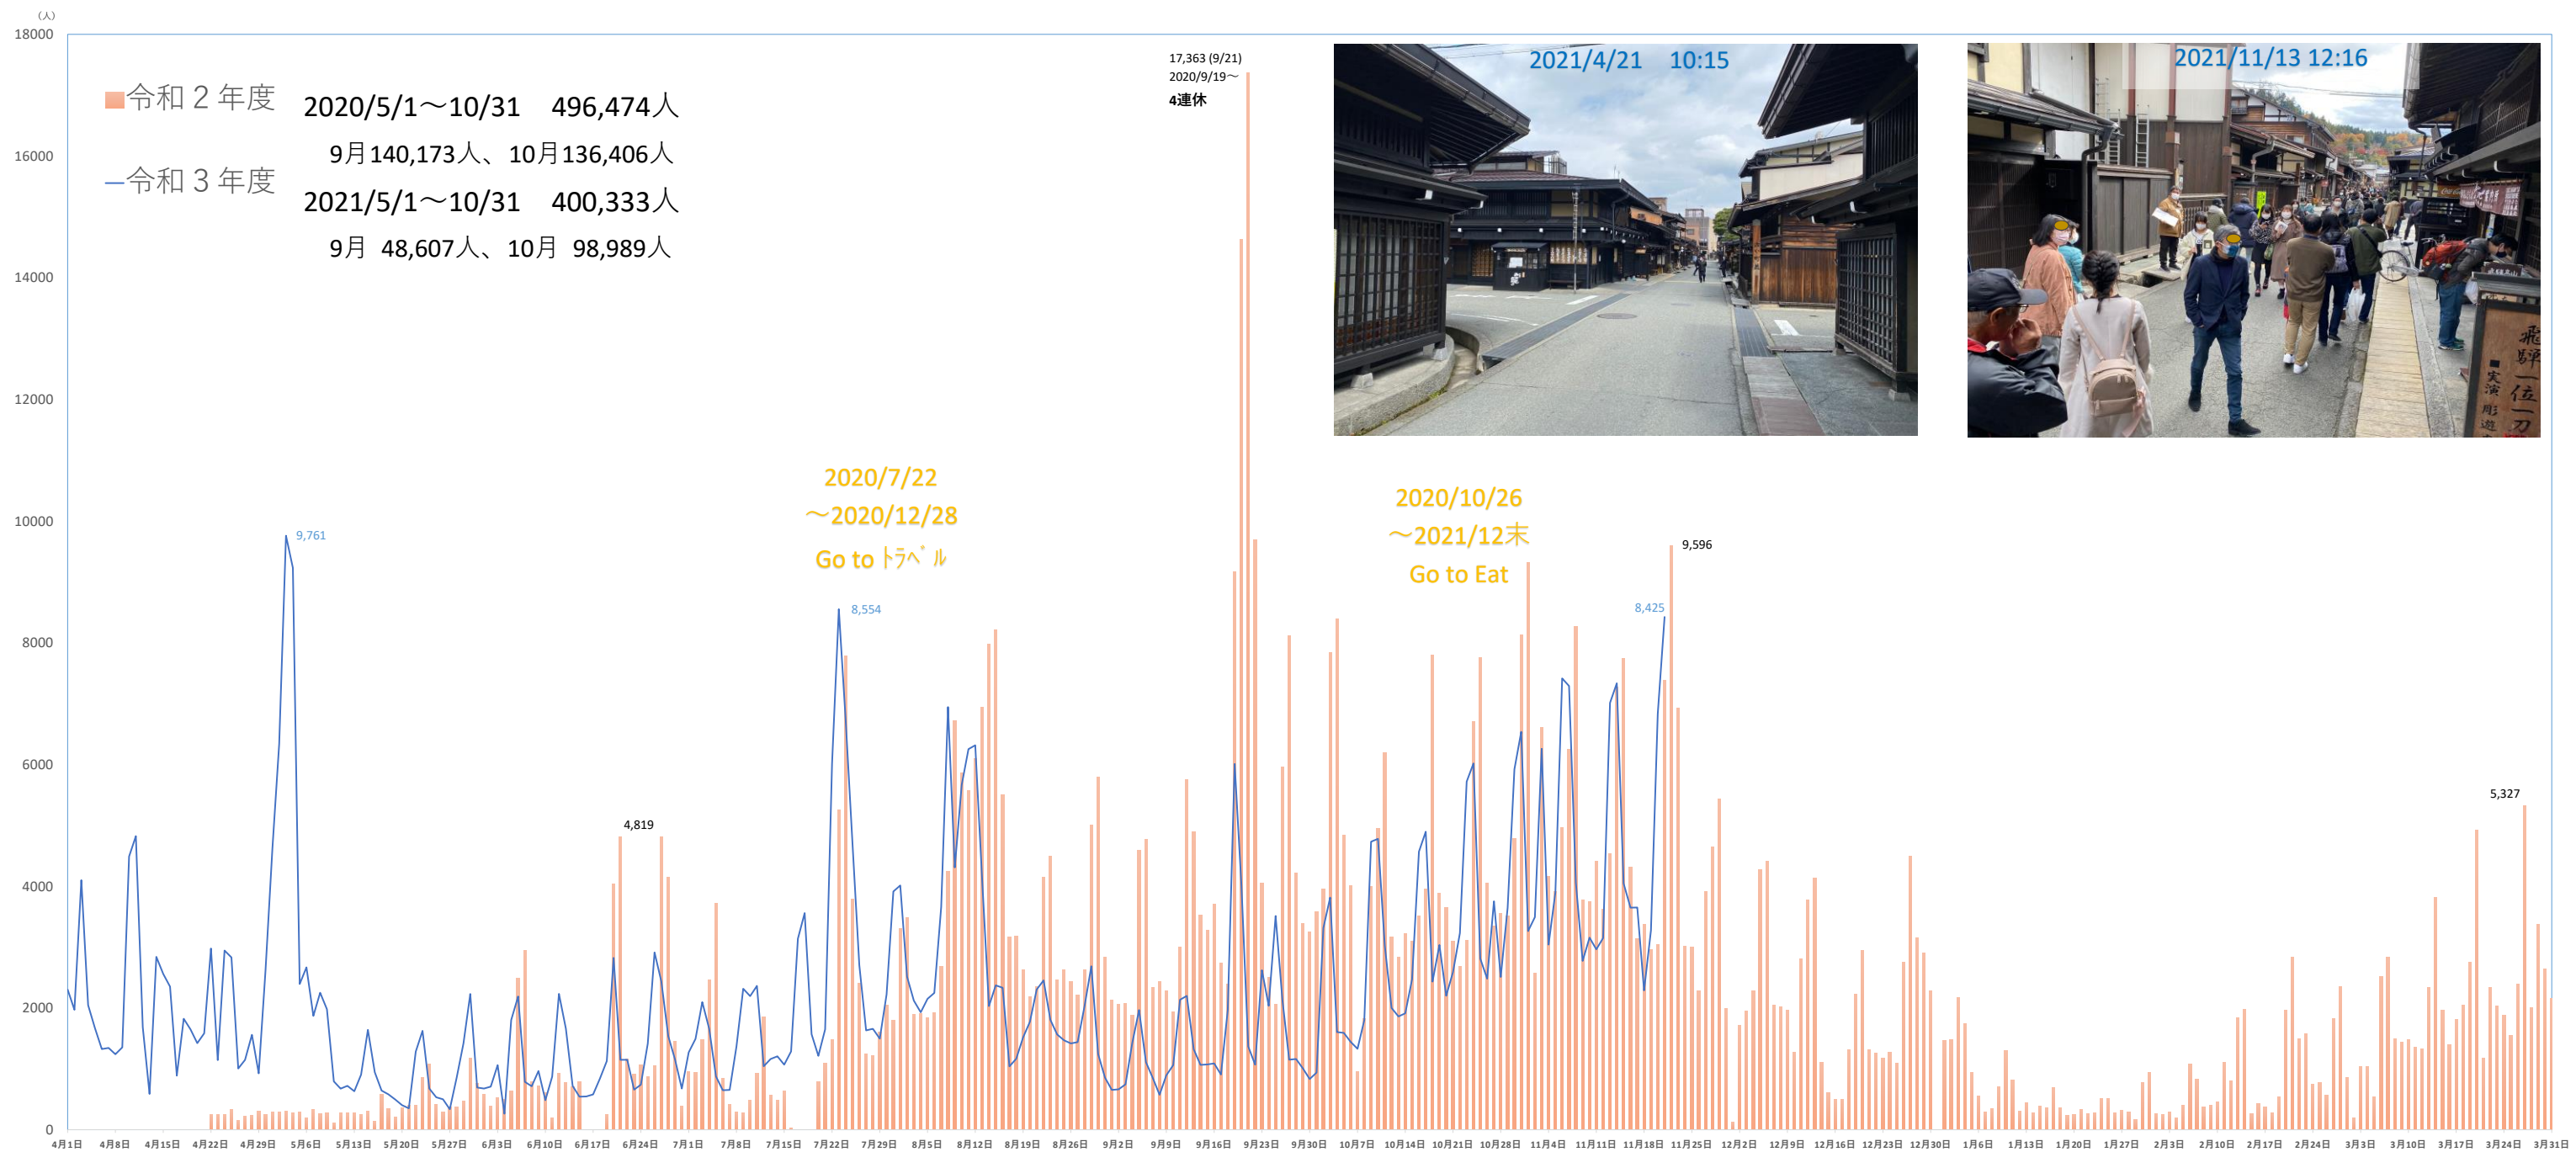 （人）
18000
16000
14000
12000
10000
8000
6000
4000
2000
0
令和２年度
2020/5/1～10/31　496,474人
9月140,173人、10月136,406人
令和３年度
2021/5/1～10/31　400,333人
9月 48,607人、10月 98,989人
17,363 (9/21)
2020/9/19～
4連休
2021/4/21　10:15
2021/11/13 12:16
飛騨一位一刀
■実演 彫 遊
2020/7/22
～2020/12/28
Go to ﾄﾗﾍﾞﾙ
2020/10/26
～2021/12末
Go to Eat
9,761
8,554
4,819
8,425
9,596
5,327
4月1日 4月8日 4月15日 4月22日 4月29日 5月6日 5月13日 5月20日 5月27日 6月3日 6月10日 6月17日 6月24日 7月1日 7月8日 7月15日 7月22日 7月29日 8月5日 8月12日 8月19日 8月26日 9月2日 9月9日 9月16日 9月23日 9月30日 10月7日 10月14日 10月21日 10月28日 11月4日 11月11日 11月18日 11月25日 12月2日 12月9日 12月16日 12月23日 12月30日 1月6日 1月13日 1月20日 1月27日 2月3日 2月10日 2月17日 2月24日 3月3日 3月10日 3月17日 3月24日 3月31日